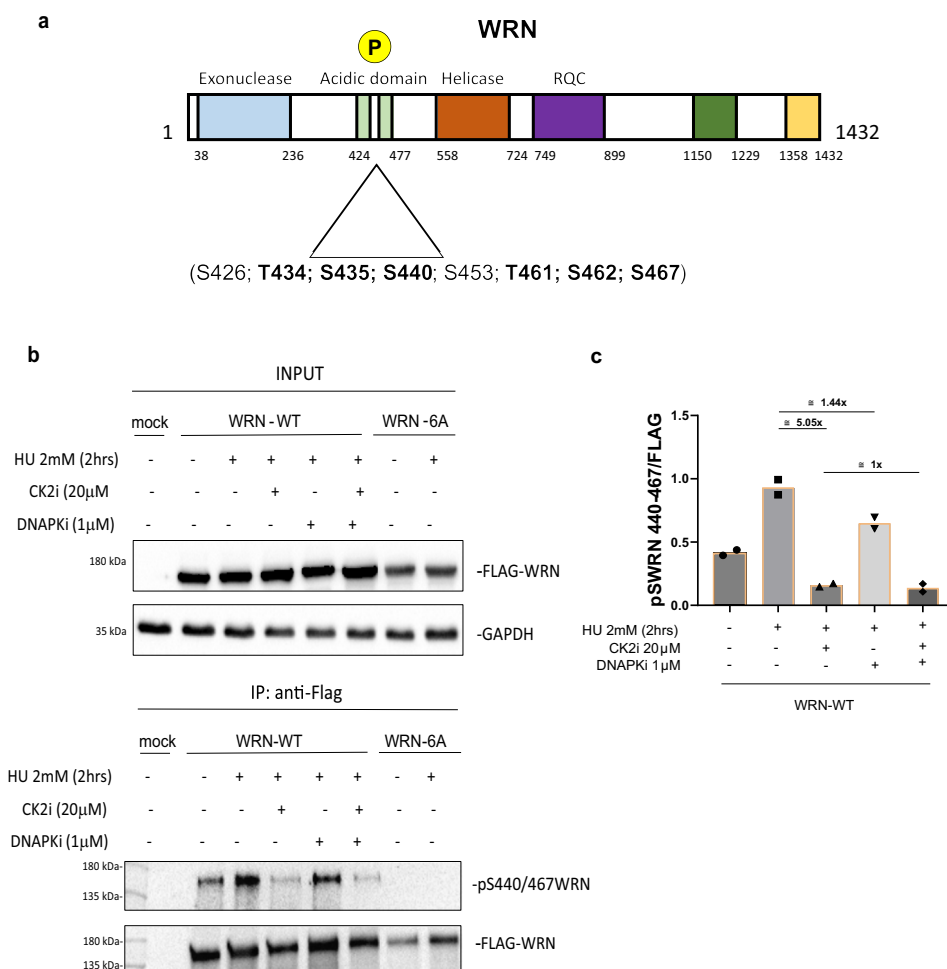 a
WRN
P
Exonuclease Acidic domain Helicase RQC
1 1432
38 236 424 477 558 724 749 899 1150 1229 1358 1432
(S426; T434; S435; S440; S453; T461; S462; S467)
b
INPUT
mock WRN-WT WRN-6A
HU 2mM (2hrs) - - + + + + - +
CK2i (20µM - - - + - + - -
DNAPKi (1µM) - - - - + + - -
180 kDa -FLAG-WRN
35 kDa -GAPDH
IP: anti-Flag
mock WRN-WT WRN-6A
HU 2mM (2hrs) - - + + + + - +
CK2i (20µM) - - - + - + - -
DNAPKi (1µM) - - - - + + - -
180 kDa-
135 kDa-
-pS440/467WRN
180 kDa-
135 kDa-
-FLAG-WRN
c
≅ 1.44x
≅ 5.05x
≅ 1x
pSWRN 440-467/FLAG
1.5
1.0
0.5
0.0
HU 2mM (2hrs) - + + + +
CK2i 20µM - - + - +
DNAPKi 1µM - - - + +
WRN-WT